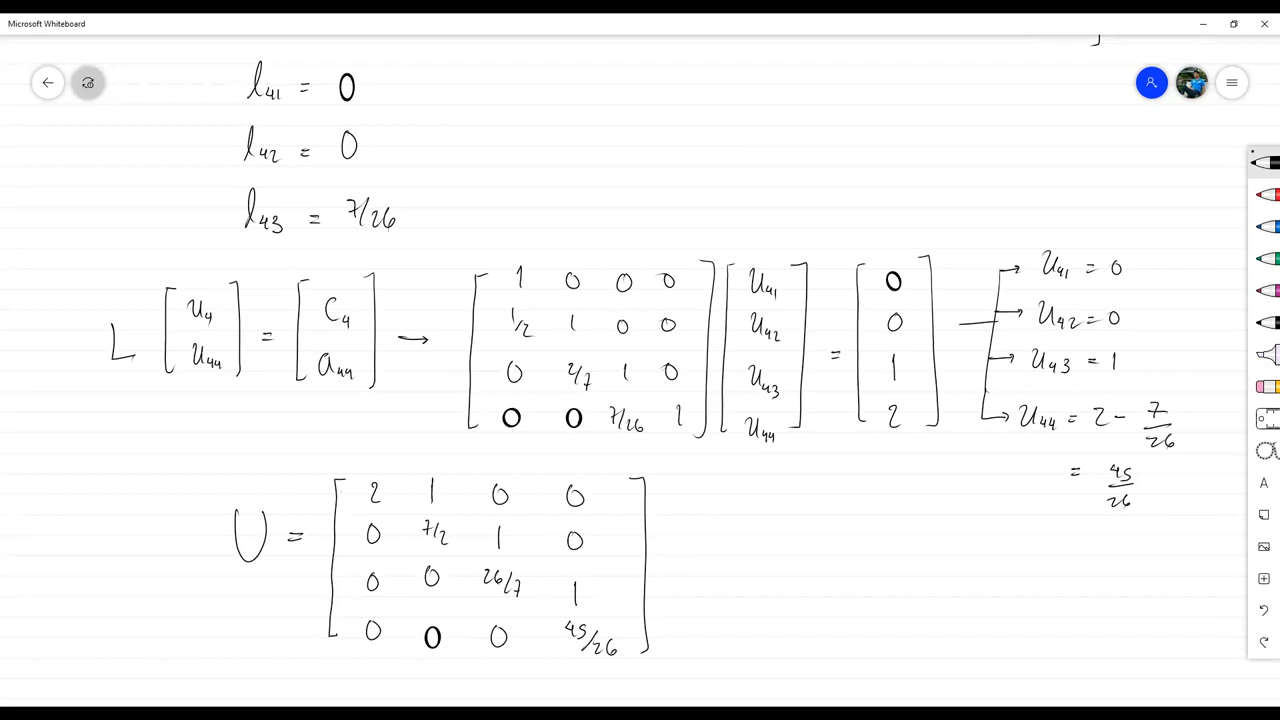 Microsoft Whiteboard
l41 = 0
l42 = 0
l43 = 7/26
L [ u4 u44 ] = [ C4 a44 ] → [ 1 0 0 0 ; 1/2 1 0 0 ; 0 2/7 1 0 ; 0 0 7/26 1 ] [ u41 u42 u43 u44 ] = [ 0 0 1 2 ]
u41 = 0
u42 = 0
u43 = 1
u44 = 2 - 7/26
= 45/26
U = [ 2 1 0 0
0 7/2 1 0
0 0 26/7 1
0 0 0 45/26 ]
A